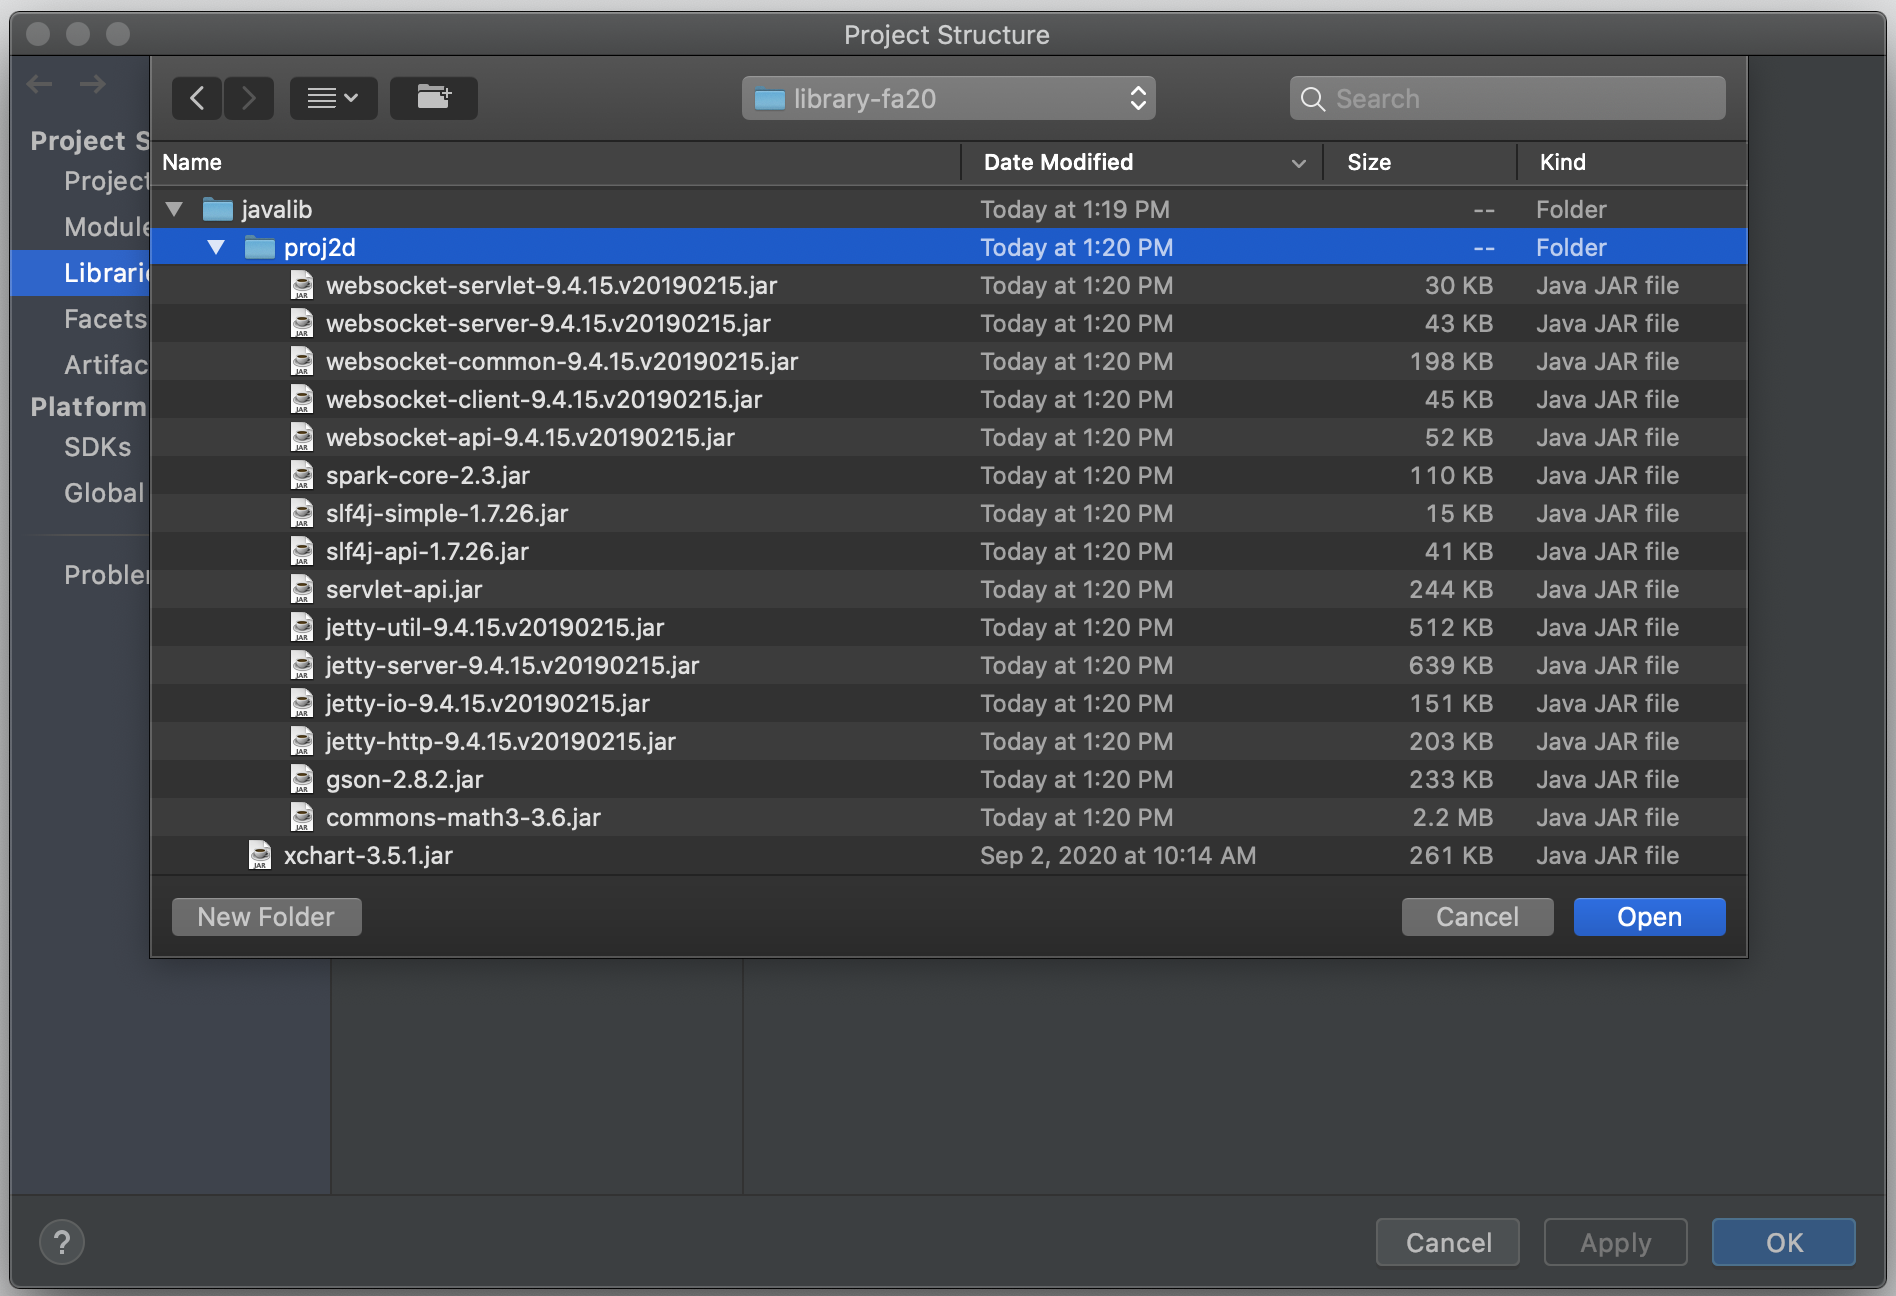 Project Structure
library-fa20
Search
Project S
Project
Module
Librarie
Facets
Artifac
Platform
SDKs
Global
Problem
Name Date Modified Size Kind
javalib Today at 1:19 PM -- Folder
proj2d Today at 1:20 PM -- Folder
websocket-servlet-9.4.15.v20190215.jar Today at 1:20 PM 30 KB Java JAR file
websocket-server-9.4.15.v20190215.jar Today at 1:20 PM 43 KB Java JAR file
websocket-common-9.4.15.v20190215.jar Today at 1:20 PM 198 KB Java JAR file
websocket-client-9.4.15.v20190215.jar Today at 1:20 PM 45 KB Java JAR file
websocket-api-9.4.15.v20190215.jar Today at 1:20 PM 52 KB Java JAR file
spark-core-2.3.jar Today at 1:20 PM 110 KB Java JAR file
slf4j-simple-1.7.26.jar Today at 1:20 PM 15 KB Java JAR file
slf4j-api-1.7.26.jar Today at 1:20 PM 41 KB Java JAR file
servlet-api.jar Today at 1:20 PM 244 KB Java JAR file
jetty-util-9.4.15.v20190215.jar Today at 1:20 PM 512 KB Java JAR file
jetty-server-9.4.15.v20190215.jar Today at 1:20 PM 639 KB Java JAR file
jetty-io-9.4.15.v20190215.jar Today at 1:20 PM 151 KB Java JAR file
jetty-http-9.4.15.v20190215.jar Today at 1:20 PM 203 KB Java JAR file
gson-2.8.2.jar Today at 1:20 PM 233 KB Java JAR file
commons-math3-3.6.jar Today at 1:20 PM 2.2 MB Java JAR file
xchart-3.5.1.jar Sep 2, 2020 at 10:14 AM 261 KB Java JAR file
New Folder Cancel Open
? Cancel Apply OK